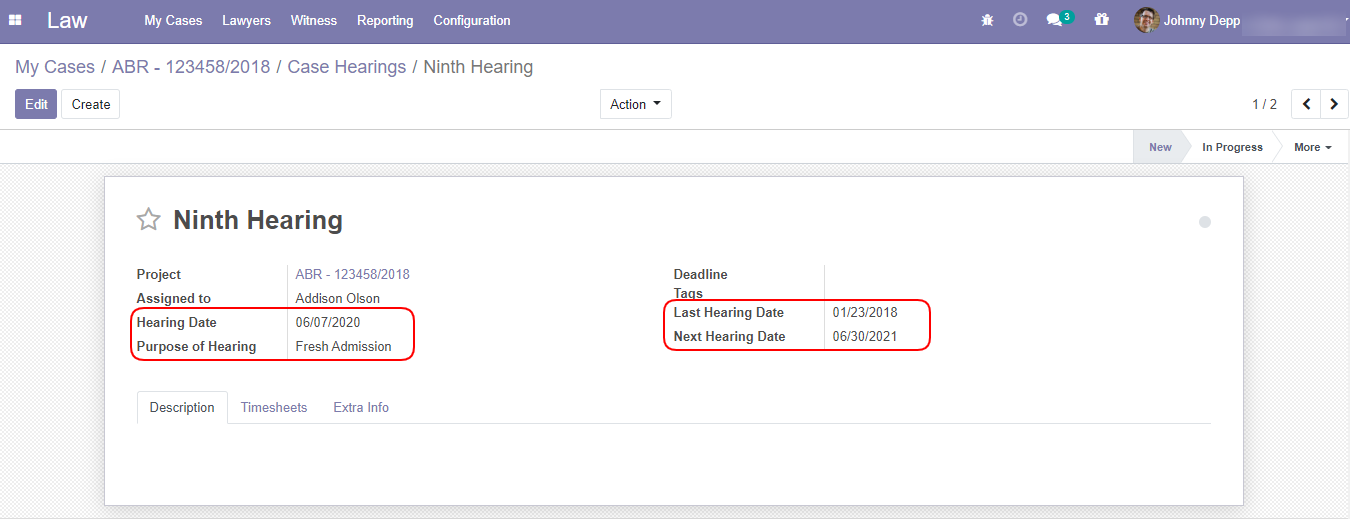 Law My Cases Lawyers Witness Reporting Configuration 3 Johnny Depp
My Cases / ABR - 123458/2018 / Case Hearings / Ninth Hearing
Edit Create Action 1 / 2
New In Progress More
Ninth Hearing
Project ABR - 123458/2018
Assigned to Addison Olson
Hearing Date 06/07/2020
Purpose of Hearing Fresh Admission
Deadline
Tags
Last Hearing Date 01/23/2018
Next Hearing Date 06/30/2021
Description Timesheets Extra Info